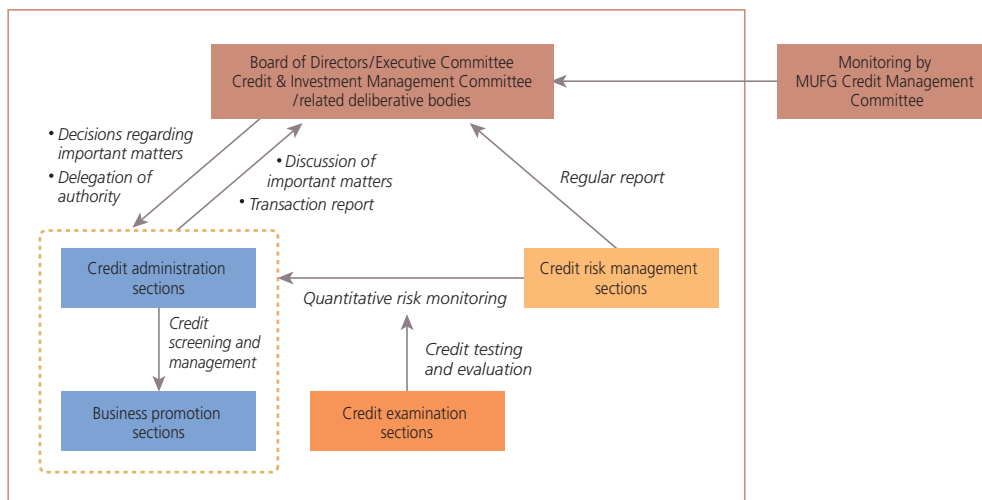 Board of Directors/Executive Committee
Credit & Investment Management Committee
/related deliberative bodies
Monitoring by
MUFG Credit Management
Committee
• Decisions regarding
important matters
• Delegation of
authority
• Discussion of
important matters
• Transaction report
Regular report
Credit administration
sections
Credit risk management
sections
Quantitative risk monitoring
Credit
screening and
management
Credit testing
and evaluation
Business promotion
sections
Credit examination
sections